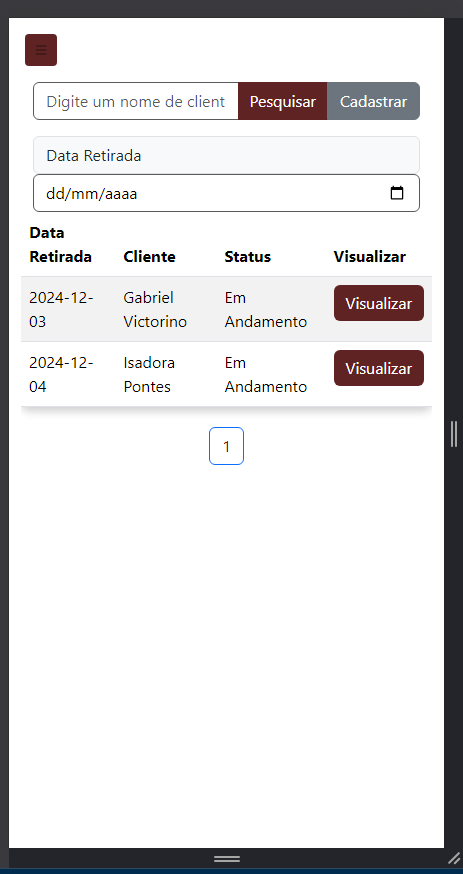 Digite um nome de client
Pesquisar
Cadastrar
Data Retirada
dd/mm/aaaa
Data
Retirada
Cliente
Status
Visualizar
2024-12-
03
Gabriel
Victorino
Em
Andamento
Visualizar
2024-12-
04
Isadora
Pontes
Em
Andamento
Visualizar
1